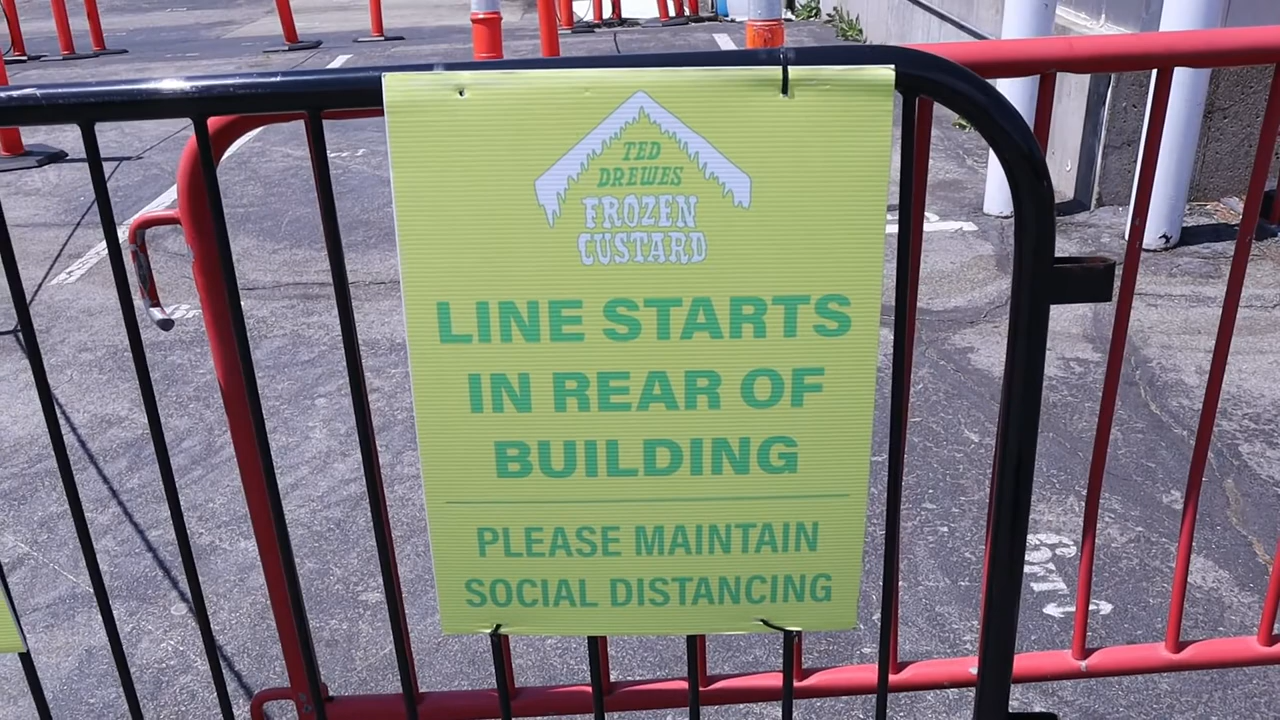 TED
DREWES
FROZEN
CUSTARD
LINE STARTS
IN REAR OF
BUILDING
PLEASE MAINTAIN
SOCIAL DISTANCING